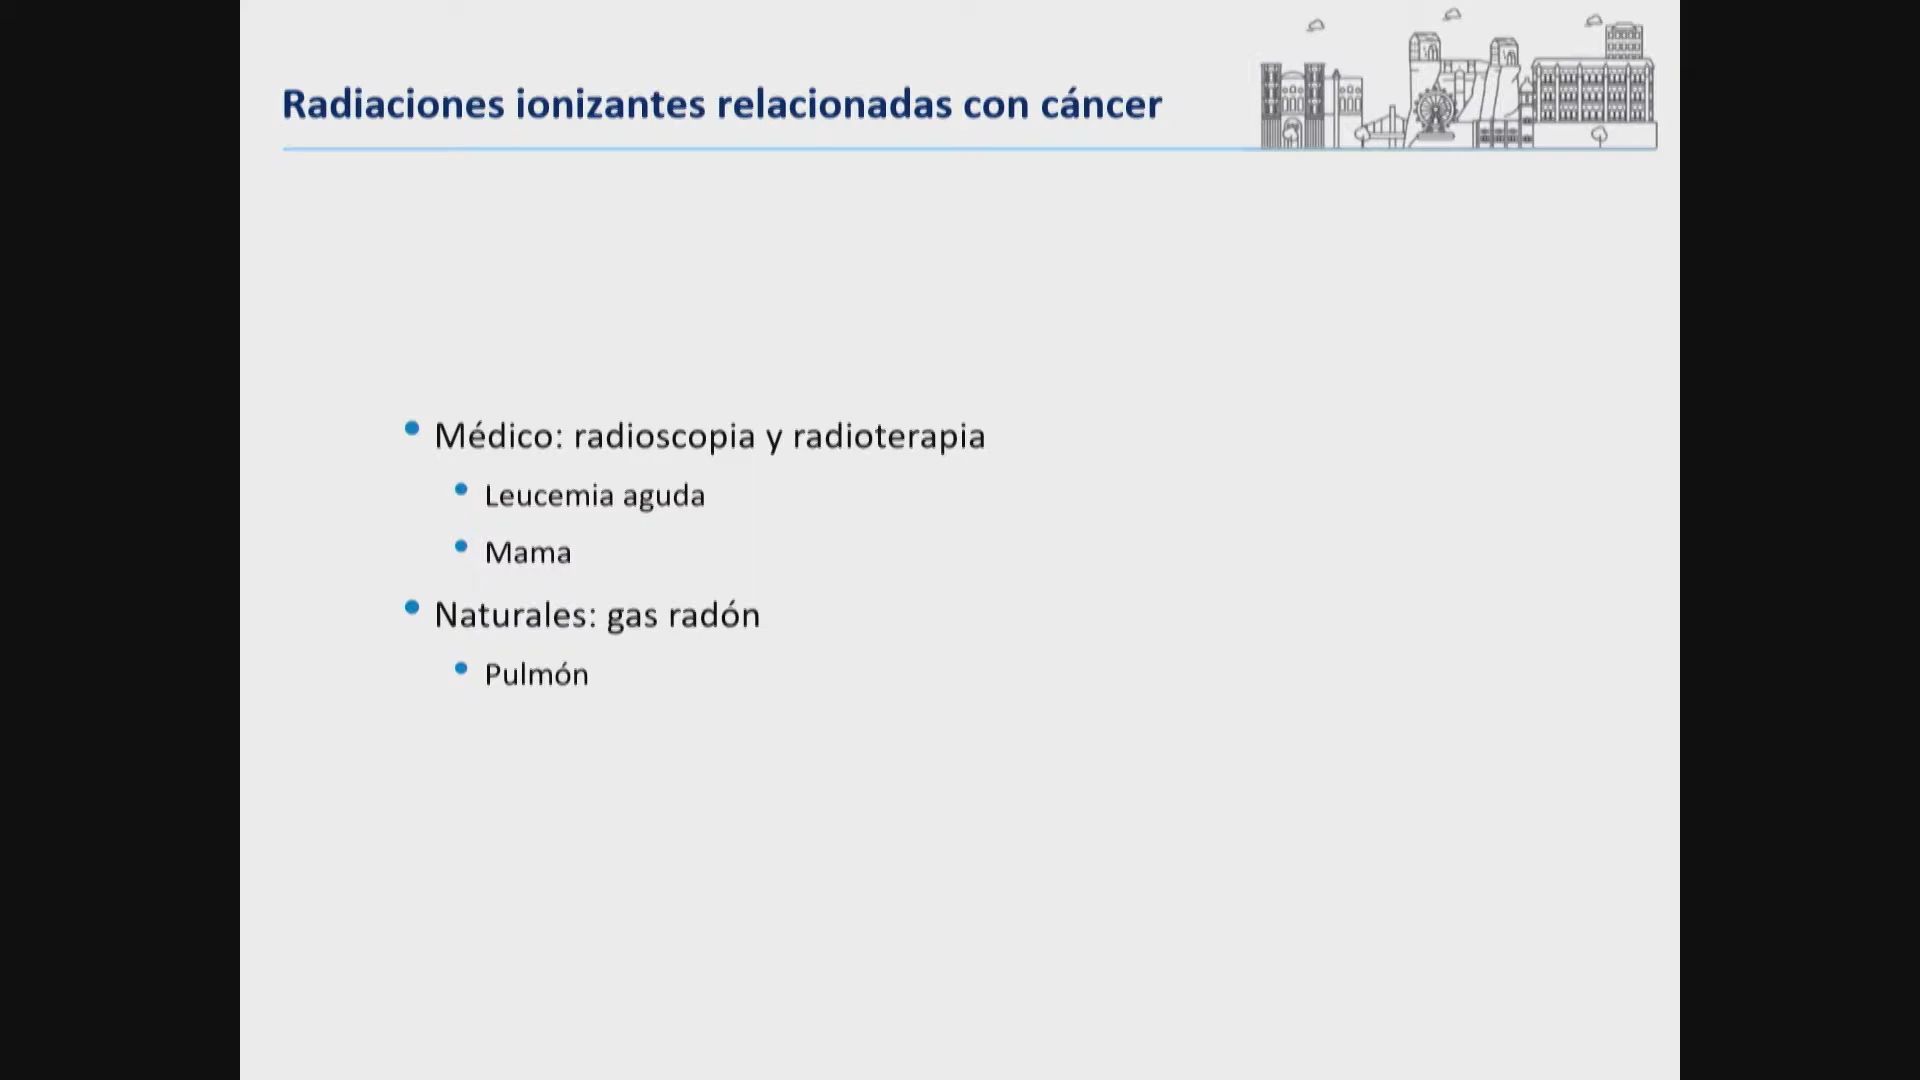 Radiaciones ionizantes relacionadas con cáncer
• Médico: radioscopia y radioterapia
• Leucemia aguda
• Mama
• Naturales: gas radón
• Pulmón